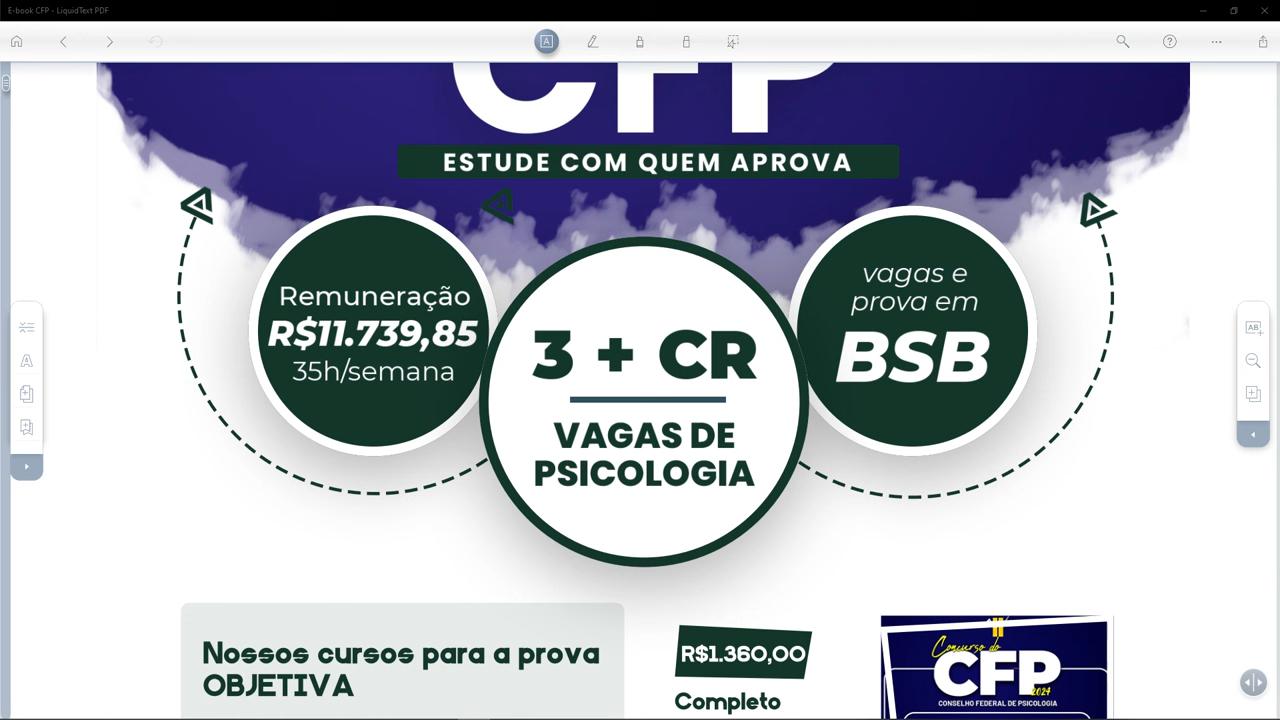 E-book CFP - LiquidText PDF
CFP
ESTUDE COM QUEM APROVA
Remuneração
R$11.739,85
35h/semana
3 + CR
VAGAS DE
PSICOLOGIA
vagas e
prova em
BSB
Nossos cursos para a prova
OBJETIVA
R$1.360,00
Completo
Concurso do
CFP
2024
CONSELHO FEDERAL DE PSICOLOGIA